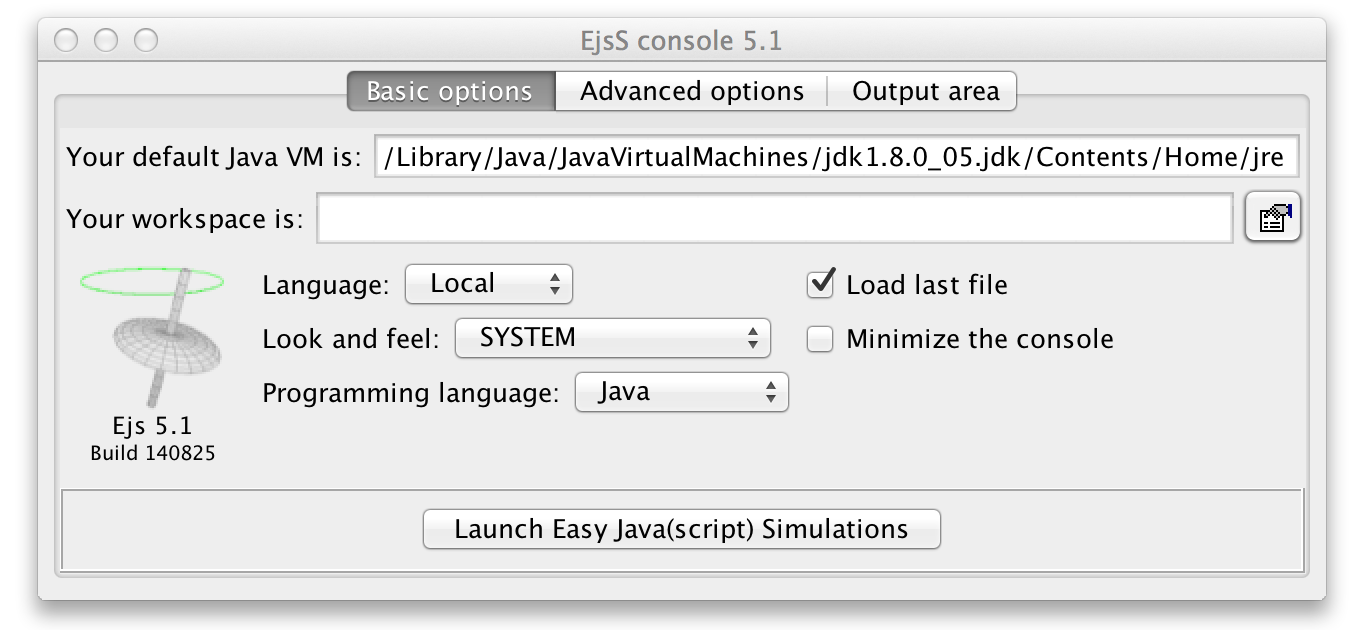 EjsS console 5.1
Basic options Advanced options Output area
Your default Java VM is: /Library/Java/JavaVirtualMachines/jdk1.8.0_05.jdk/Contents/Home/jre
Your workspace is:
Language: Local Load last file
Look and feel: SYSTEM Minimize the console
Programming language: Java
Ejs 5.1
Build 140825
Launch Easy Java(script) Simulations